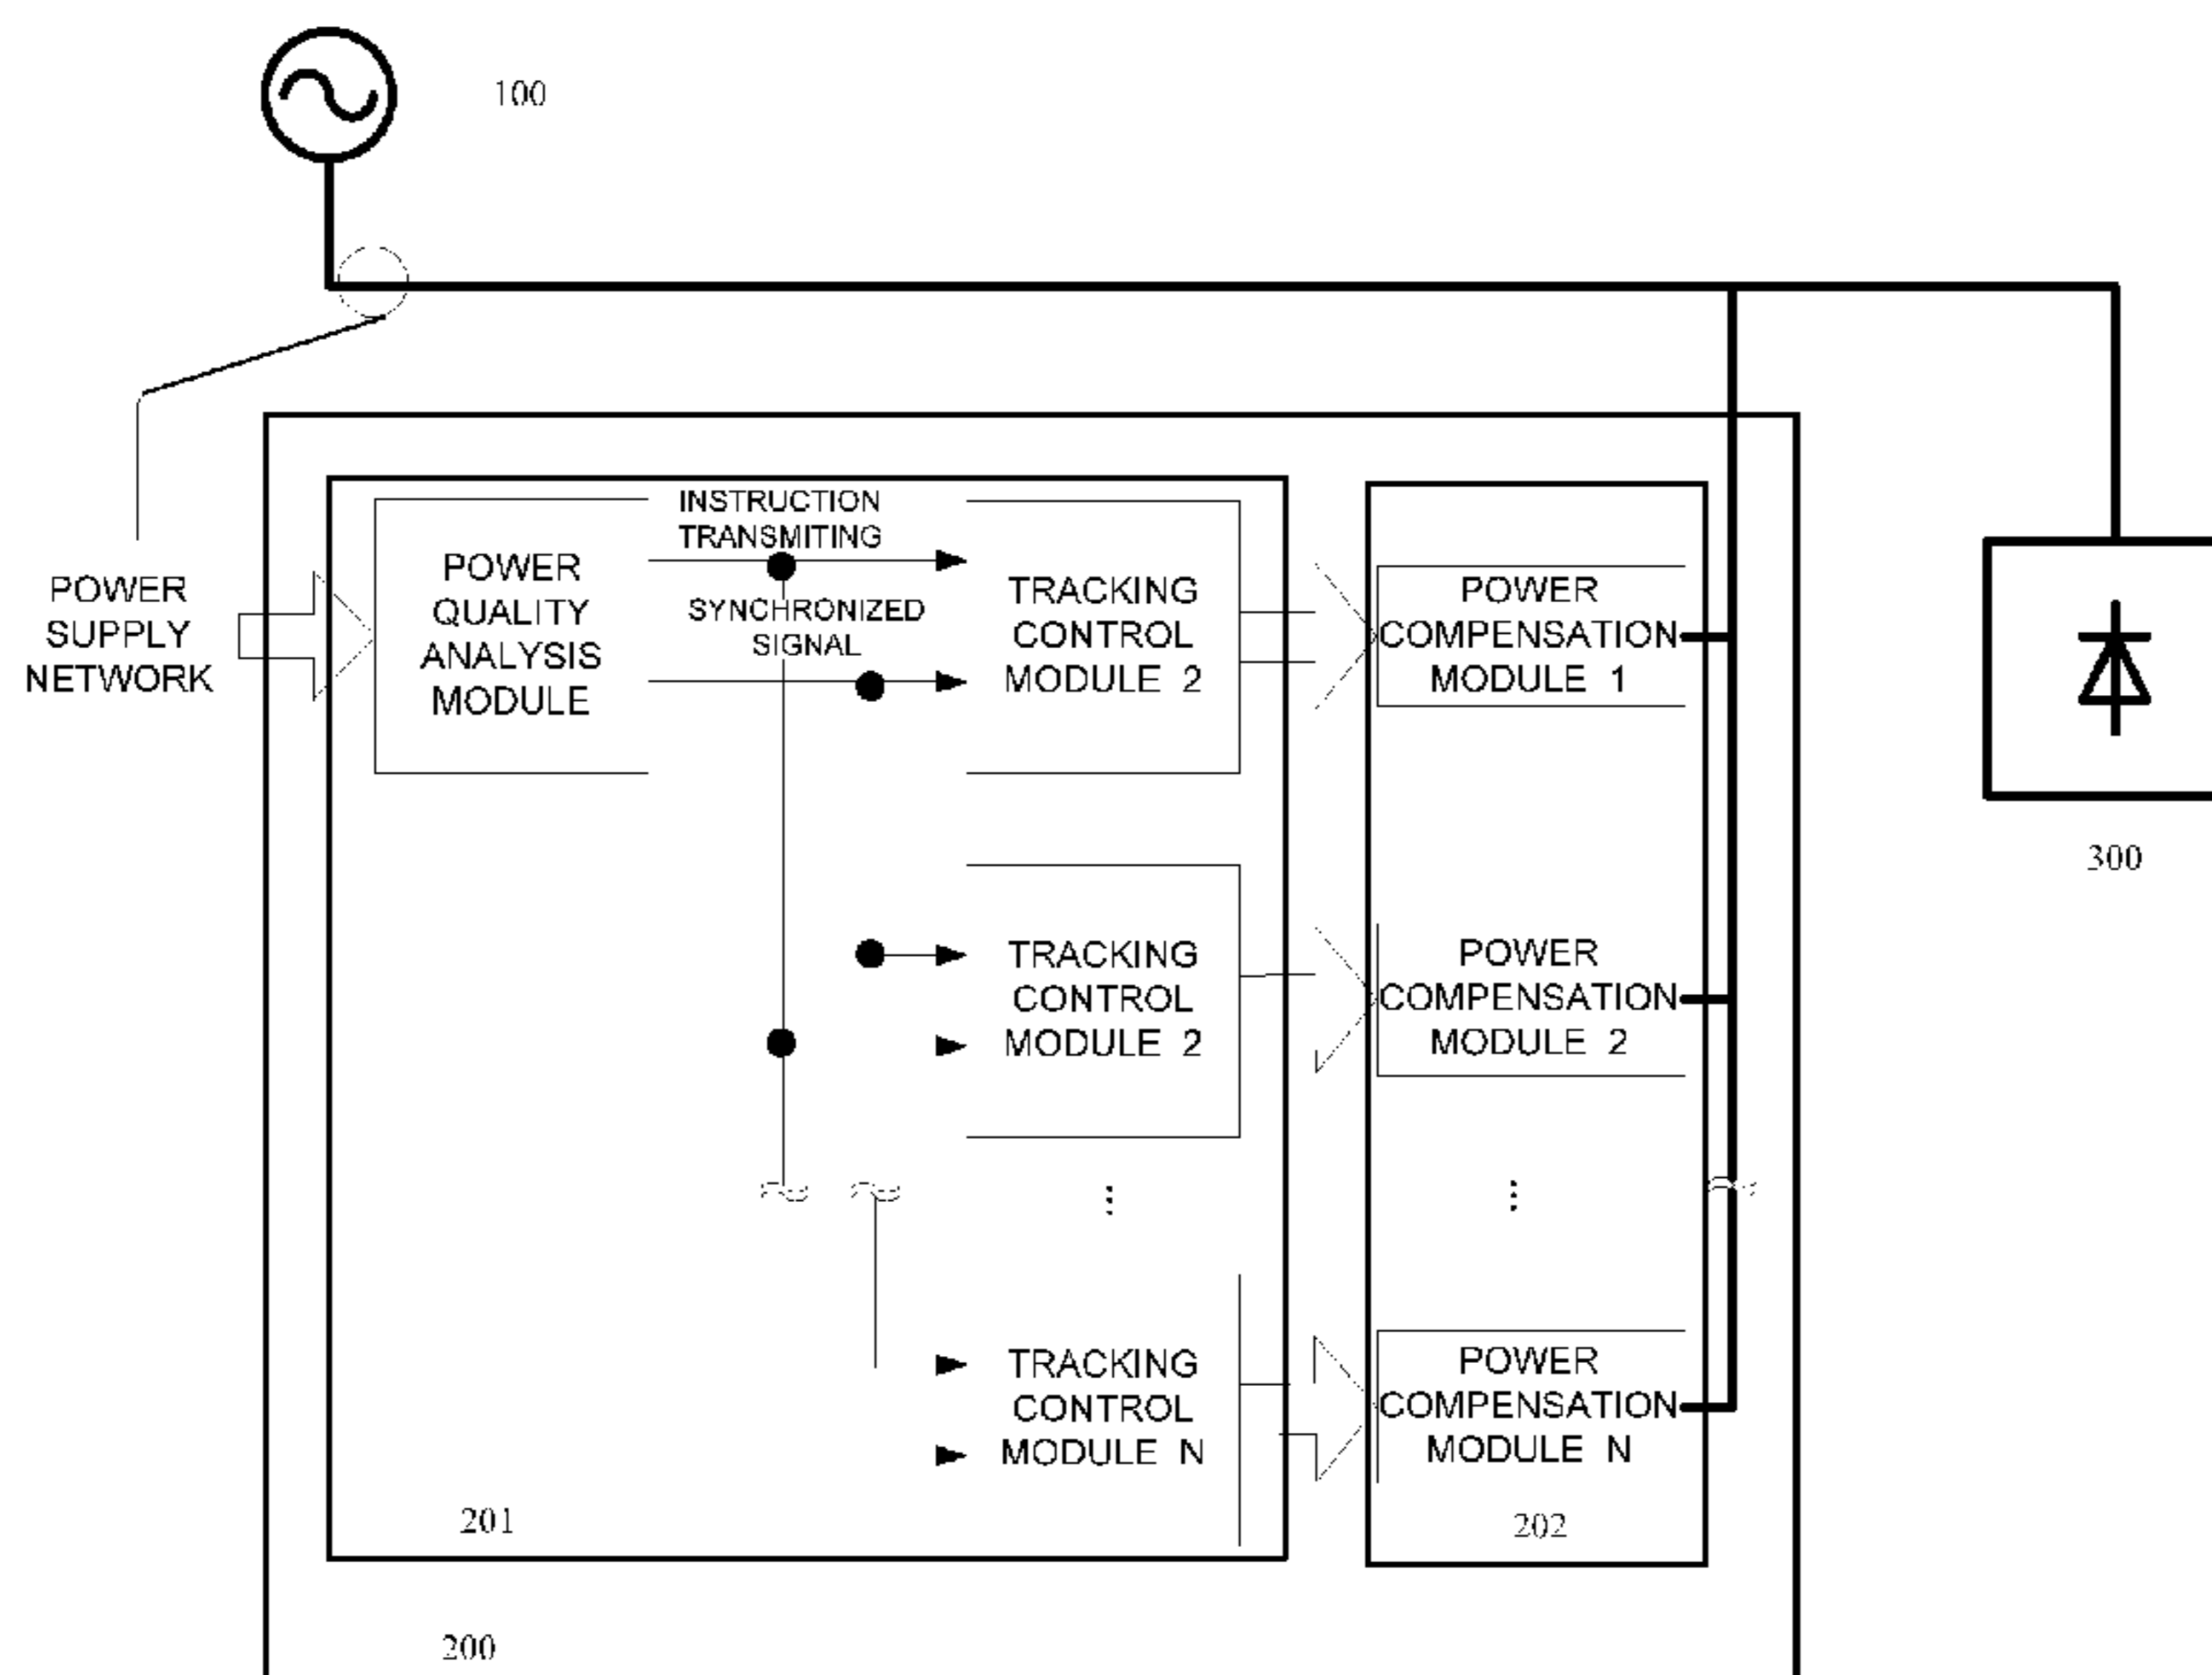 100
INSTRUCTION
TRANSMITING
POWER
QUALITY
ANALYSIS
MODULE
SYNCHRONIZED
SIGNAL
TRACKING
CONTROL
MODULE 2
POWER
COMPENSATION
MODULE 1
POWER
SUPPLY
NETWORK
300
TRACKING
CONTROL
MODULE 2
POWER
COMPENSATION
MODULE 2
⋮
⋮
TRACKING
CONTROL
MODULE N
POWER
COMPENSATION
MODULE N
201
202
200